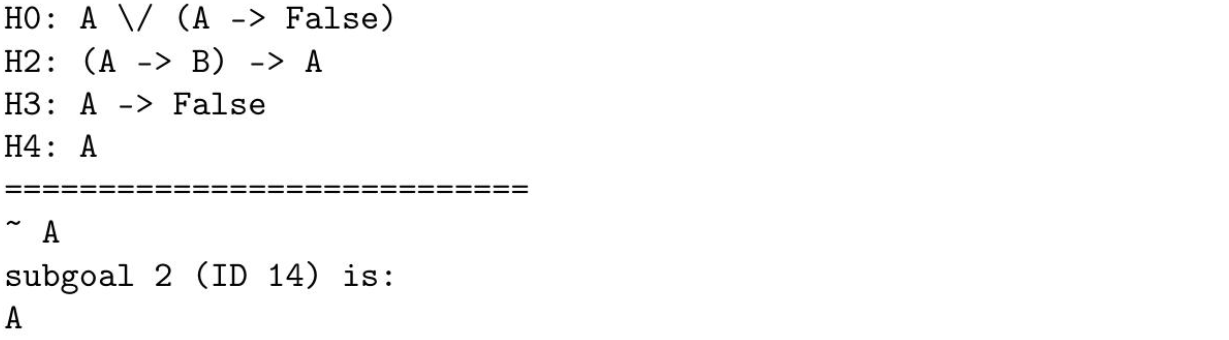 H0: A \/ (A -> False)
H2: (A -> B) -> A
H3: A -> False
H4: A
============================
~ A
subgoal 2 (ID 14) is:
A